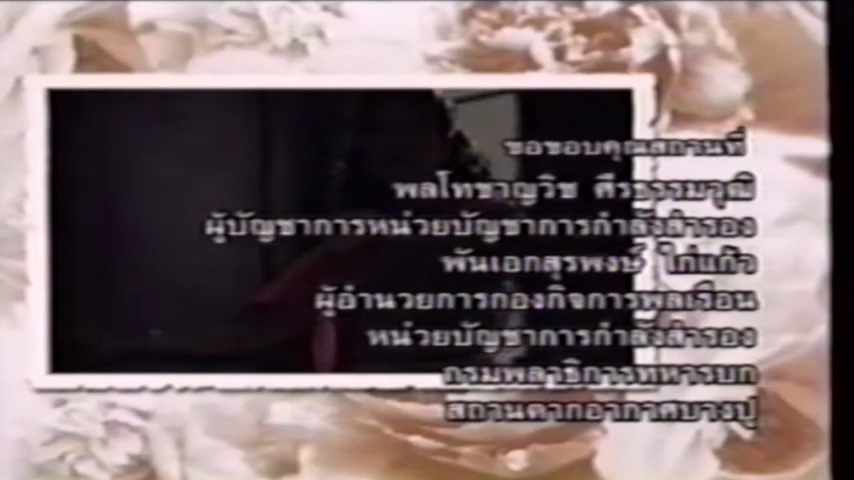 ขอขอบคุณสถานที่
พลโทชาญวิช ศรีธรรมวุฒิ
ผู้บัญชาการหน่วยบัญชาการกำลังสำรอง
พันเอกสุรพงษ์ ไก่แก้ว
ผู้อำนวยการกองกิจการพลเรือน
หน่วยบัญชาการกำลังสำรอง
กรมพลาธิการทหารบก
สถานตากอากาศบางปู